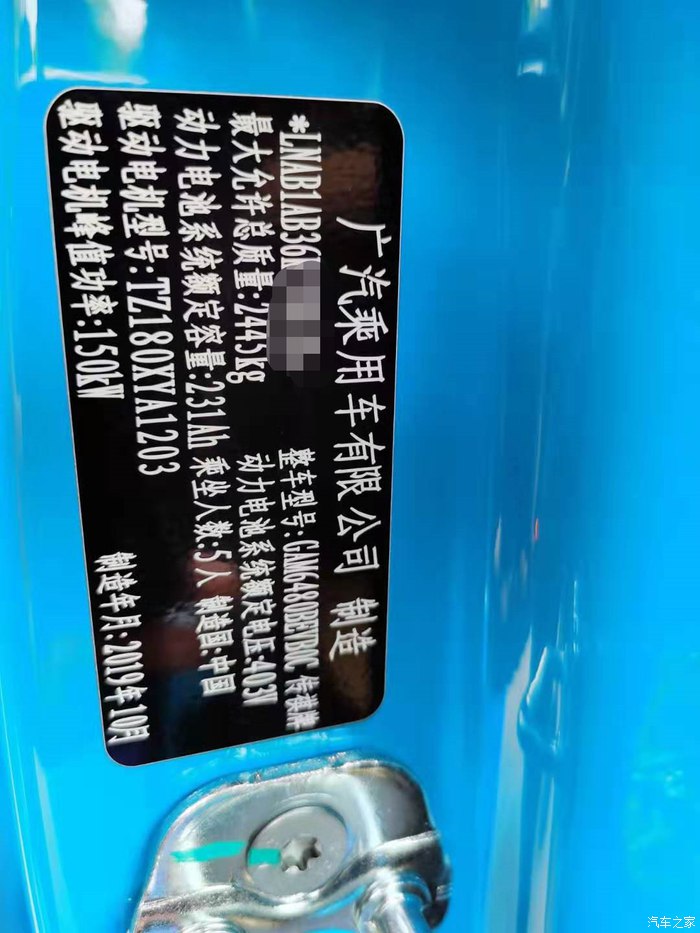 广汽乘用车有限公司 制造
*LNAB1AB36 整车型号:GAM6480BEVB0C 传祺牌
最大允许总质量:2445kg 动力电池系统额定电压:403V
动力电池系统额定容量:231Ah 乘坐人数:5人 制造国:中国
驱动电机型号:TZ180XYA1203
驱动电机峰值功率:150kW 制造年月:2019年10月
汽车之家